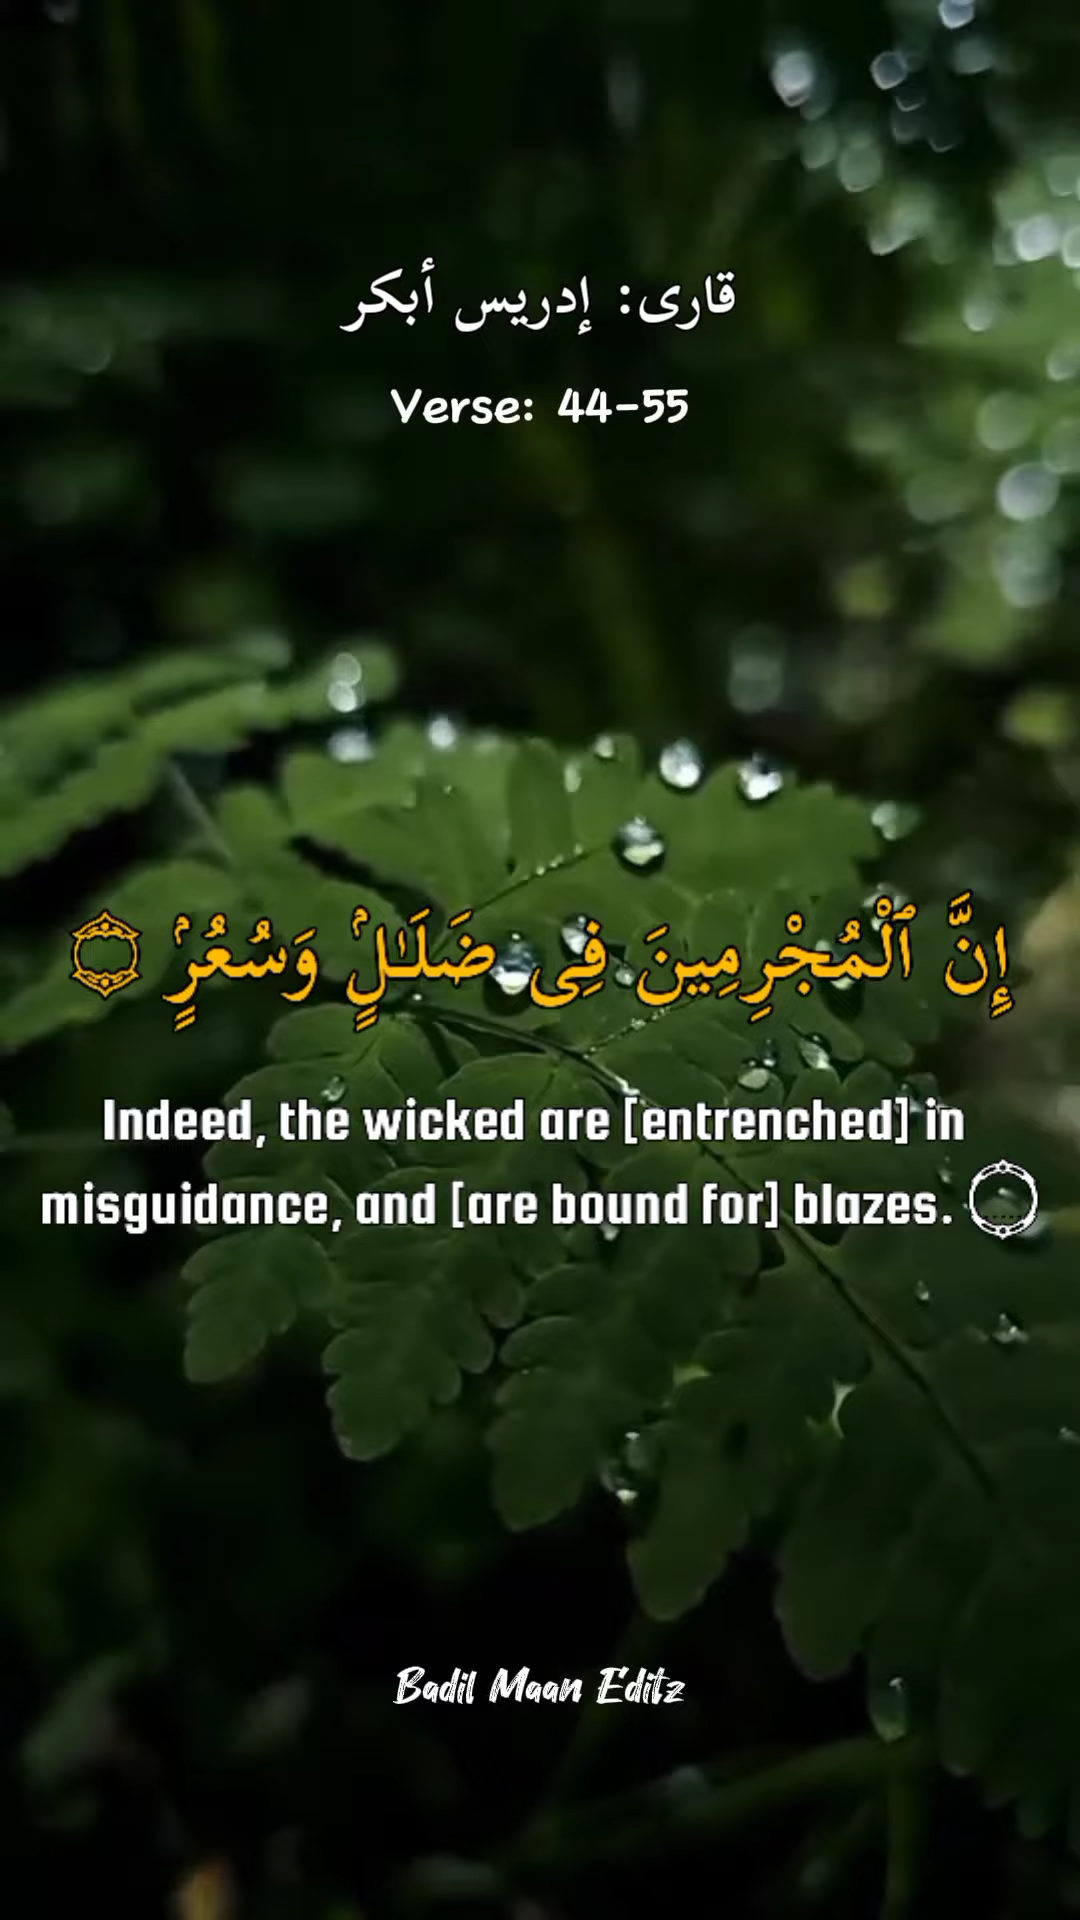 قارى: إدريس أبكر
Verse: 44-55
إِنَّ ٱلْمُجْرِمِينَ فِى ضَلَـٰلٍۢ وَسُعُرٍۢ ۝
Indeed, the wicked are [entrenched] in
misguidance, and [are bound for] blazes. ۝
Badil Maan Editz